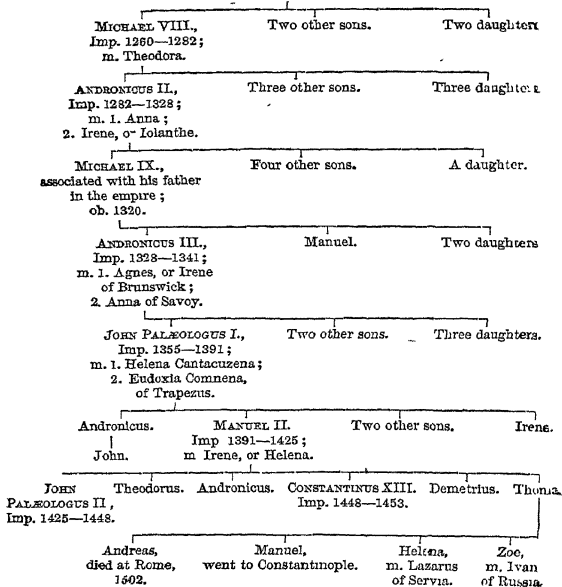 MICHAEL VIII., Two other sons. Two daughters
Imp. 1260—1282;
m. Theodora.
ANDRONICUS II., Three other sons. Three daughters
Imp. 1282—1328;
m. 1. Anna;
2. Irene, or Iolanthe.
MICHAEL IX., Four other sons. A daughter.
associated with his father
in the empire;
ob. 1320.
ANDRONICUS III., Manuel. Two daughters
Imp. 1328—1341;
m. 1. Agnes, or Irene
of Brunswick;
2. Anna of Savoy.
JOHN PALÆOLOGUS I., Two other sons. Three daughters.
Imp. 1355—1391;
m. 1. Helena Cantacuzena;
2. Eudoxia Comnena,
of Trapezus.
Andronicus. MANUEL II. Two other sons. Irene.
Imp 1391—1425;
John. m Irene, or Helena.
JOHN Theodorus. Andronicus. CONSTANTINUS XIII. Demetrius. Thomas
PALÆOLOGUS II, Imp. 1448—1453.
Imp. 1425—1448.
Andreas, Manuel, Helena, Zoe,
died at Rome, went to Constantinople. m. Lazarus m. Ivan
1502. of Servia. of Russia